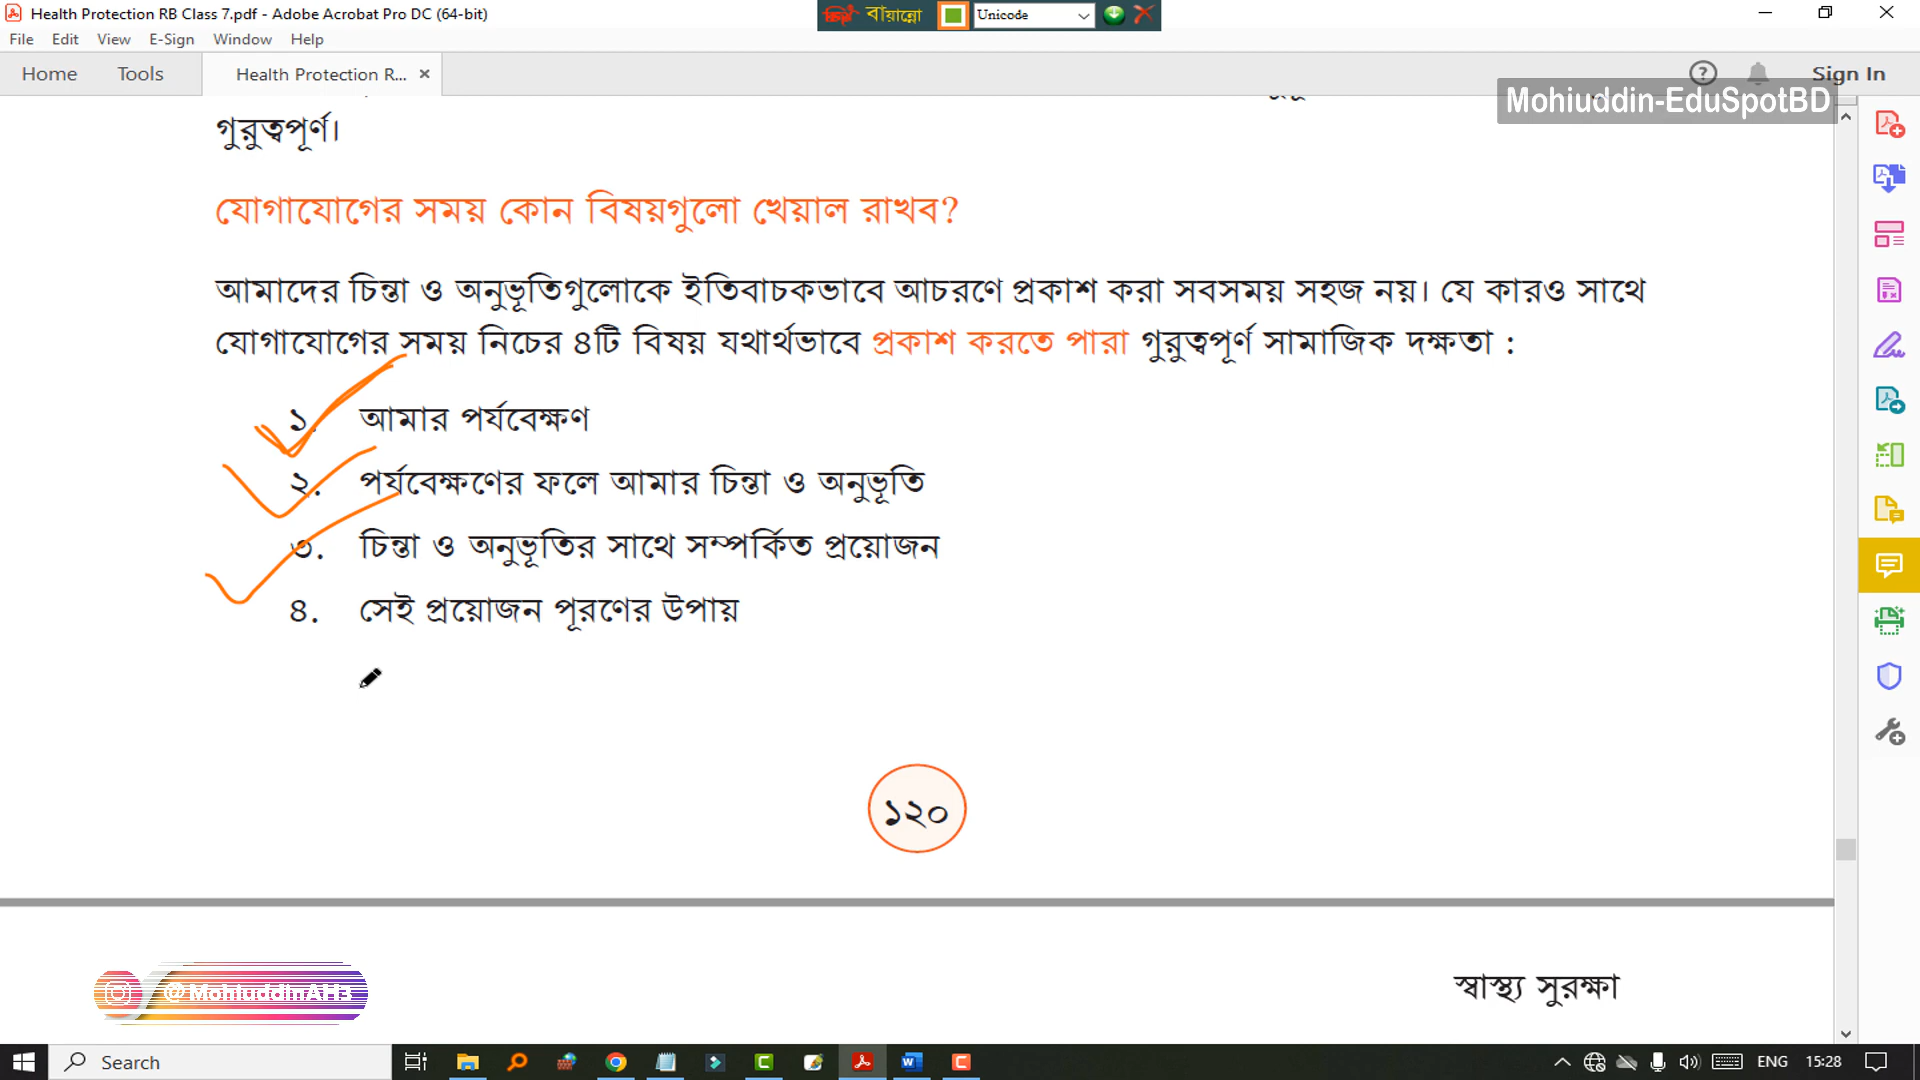 Health Protection RB Class 7.pdf - Adobe Acrobat Pro DC (64-bit)
বায়ান্নো
Unicode
File Edit View E-Sign Window Help
Home Tools Health Protection R...
Sign In
Mohiuddin-EduSpotBD
গুরুত্বপূর্ণ।
যোগাযোগের সময় কোন বিষয়গুলো খেয়াল রাখব?
আমাদের চিন্তা ও অনুভূতিগুলোকে ইতিবাচকভাবে আচরণে প্রকাশ করা সবসময় সহজ নয়। যে কারও সাথে
যোগাযোগের সময় নিচের ৪টি বিষয় যথার্থভাবে প্রকাশ করতে পারা গুরুত্বপূর্ণ সামাজিক দক্ষতা :
১. আমার পর্যবেক্ষণ
২. পর্যবেক্ষণের ফলে আমার চিন্তা ও অনুভূতি
৩. চিন্তা ও অনুভূতির সাথে সম্পর্কিত প্রয়োজন
৪. সেই প্রয়োজন পূরণের উপায়
১২০
@MohiuddinAH3
স্বাস্থ্য সুরক্ষা
Search
ENG 15:28